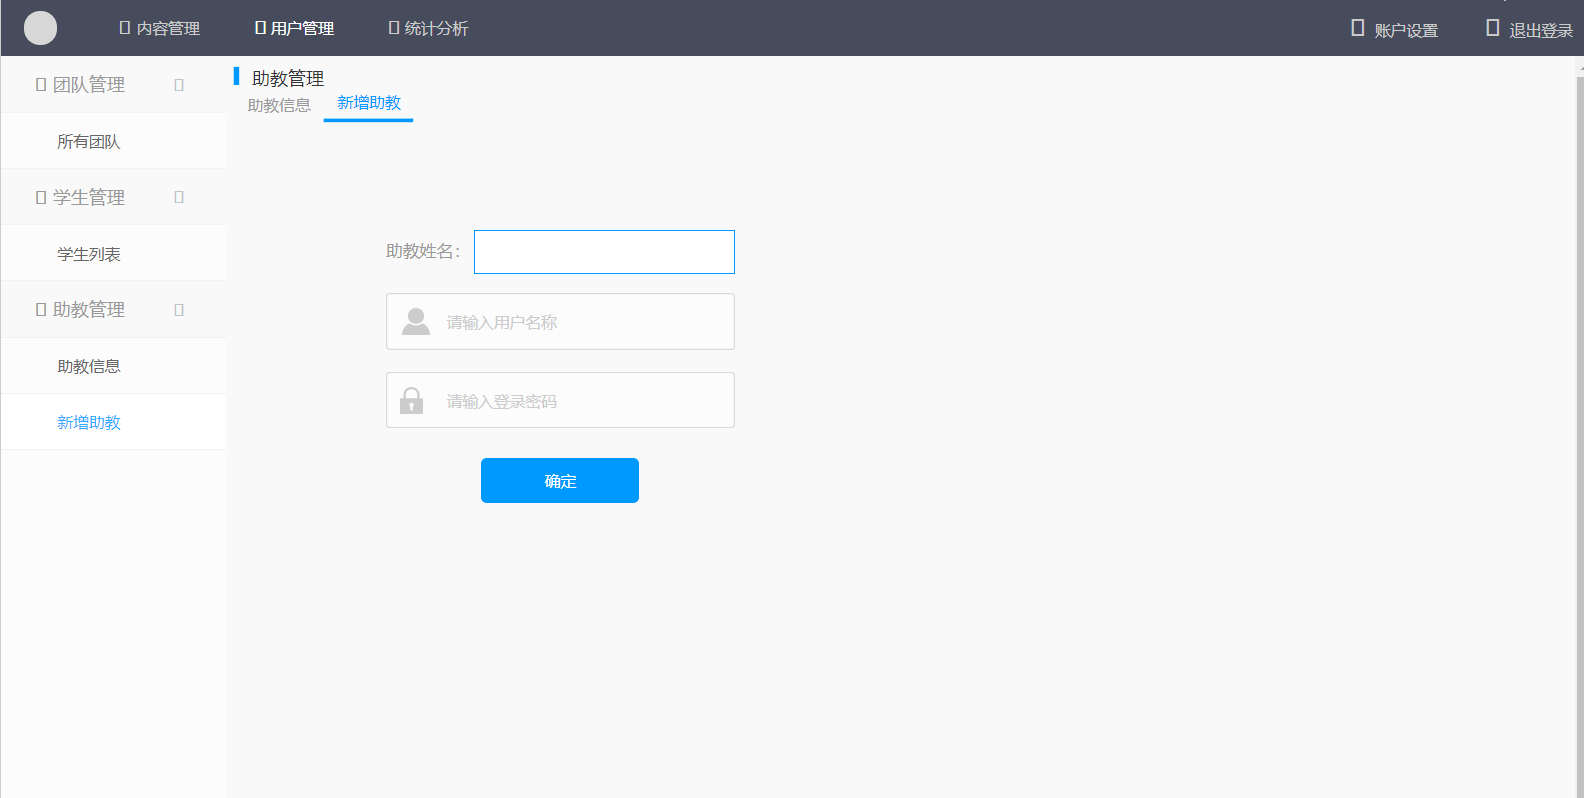 内容管理 用户管理 统计分析 账户设置 退出登录
团队管理
所有团队
学生管理
学生列表
助教管理
助教信息
新增助教
助教管理
助教信息 新增助教
助教姓名：
请输入用户名称
请输入登录密码
确定